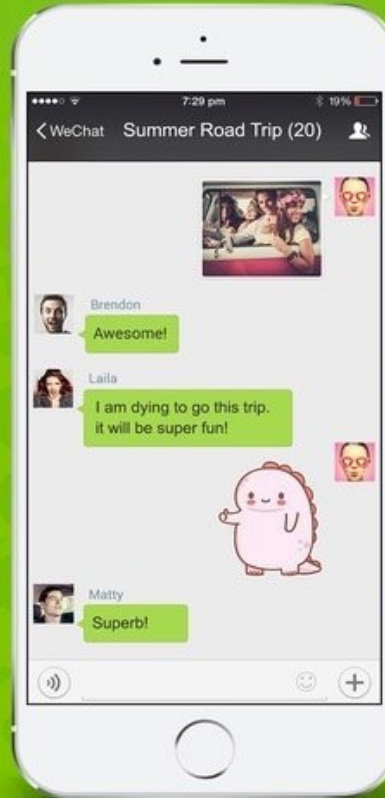 7:29 pm
19%
WeChat
Summer Road Trip (20)
Brendon
Awesome!
Laila
I am dying to go this trip.
it will be super fun!
Matty
Superb!